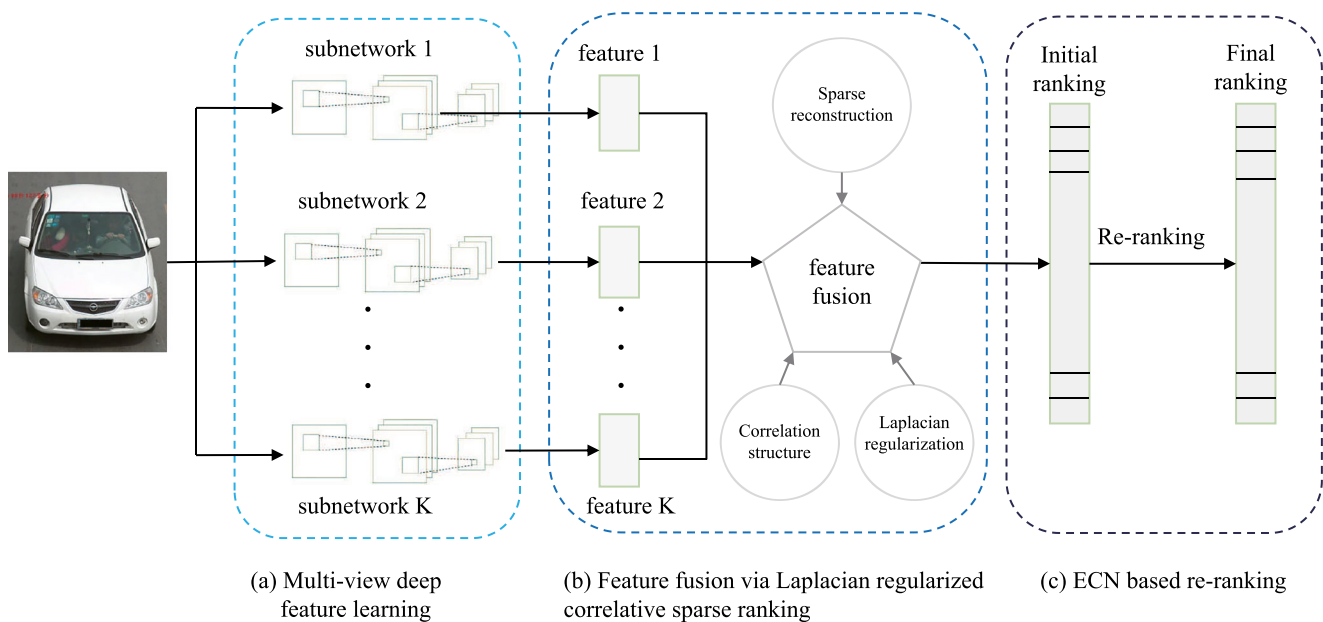 subnetwork 1
subnetwork 2
subnetwork K
feature 1
feature 2
feature K
Sparse
reconstruction
feature
fusion
Correlation
structure
Laplacian
regularization
Initial
ranking
Re-ranking
Final
ranking
(a) Multi-view deep
feature learning
(b) Feature fusion via Laplacian regularized
correlative sparse ranking
(c) ECN based re-ranking